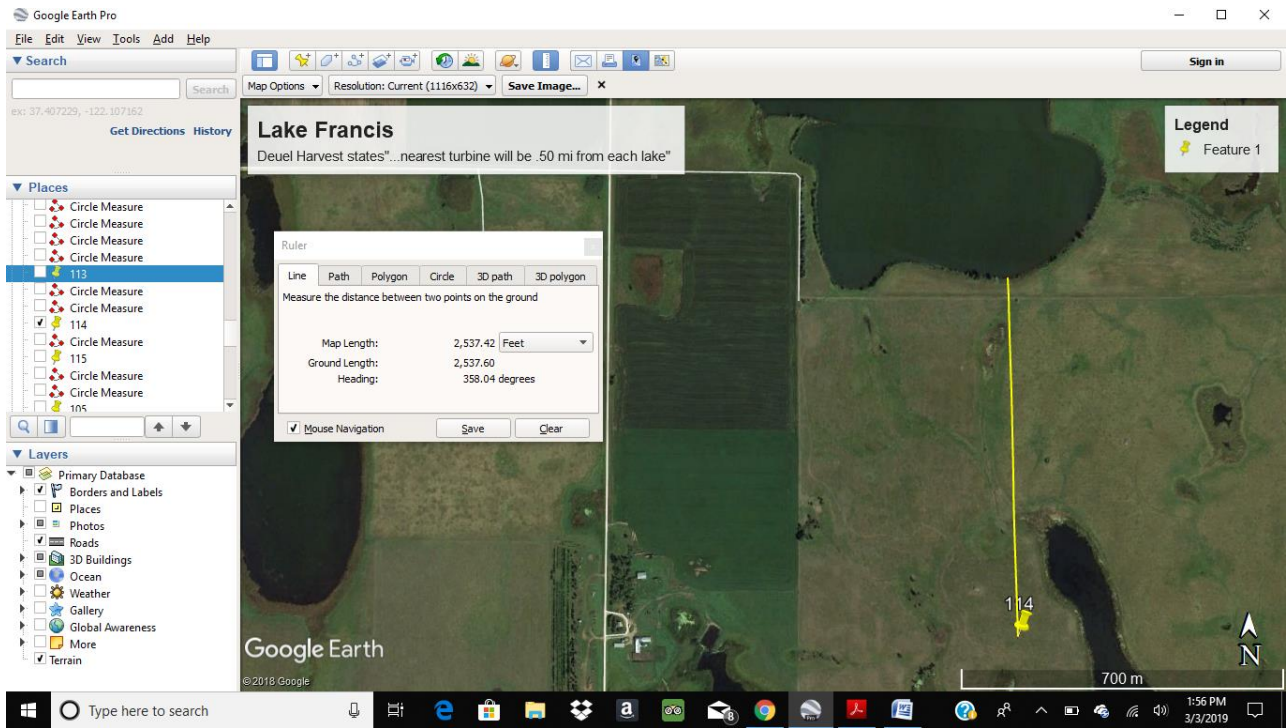 Google Earth Pro
File Edit View Tools Add Help
▼ Search
Search
ex: 37.407229, -122.107162
Get Directions History
▼ Places
Circle Measure
Circle Measure
Circle Measure
Circle Measure
113
Circle Measure
Circle Measure
114
Circle Measure
115
Circle Measure
Circle Measure
105
▼ Layers
Primary Database
Borders and Labels
Places
Photos
Roads
3D Buildings
Ocean
Weather
Gallery
Global Awareness
More
Terrain
Sign in
Map Options Resolution: Current (1116x632) Save Image...
Lake Francis
Deuel Harvest states"...nearest turbine will be .50 mi from each lake"
Legend
Feature 1
Ruler
Line Path Polygon Circle 3D path 3D polygon
Measure the distance between two points on the ground
Map Length: 2,537.42 Feet
Ground Length: 2,537.60
Heading: 358.04 degrees
Mouse Navigation Save Clear
114
N
Google Earth
©2018 Google
700 m
Type here to search
a
8
Pro
W
1:56 PM
3/3/2019